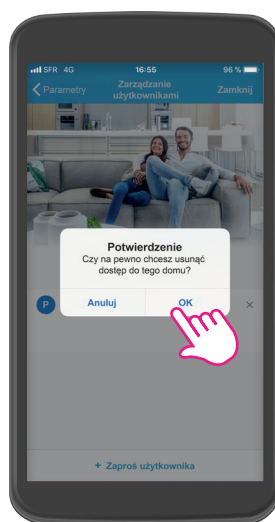 SFR 4G 16:55 96 %
Parametry Zarządzanie użytkownikami Zamknij
Potwierdzenie
Czy na pewno chcesz usunąć
dostęp do tego domu?
Anuluj OK
P ×
+ Zaproś użytkownika